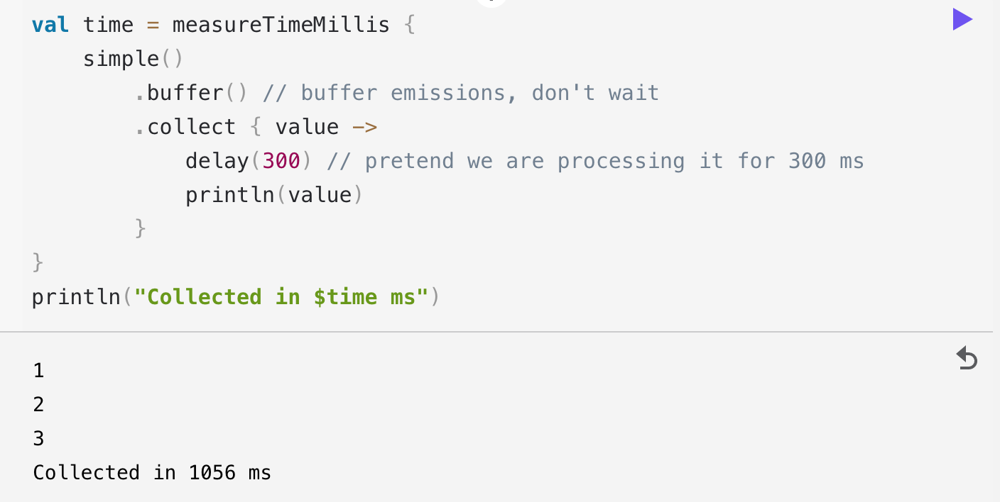 val time = measureTimeMillis {
    simple()
        .buffer() // buffer emissions, don't wait
        .collect { value ->
            delay(300) // pretend we are processing it for 300 ms
            println(value)
        }
}
println("Collected in $time ms")
1
2
3
Collected in 1056 ms